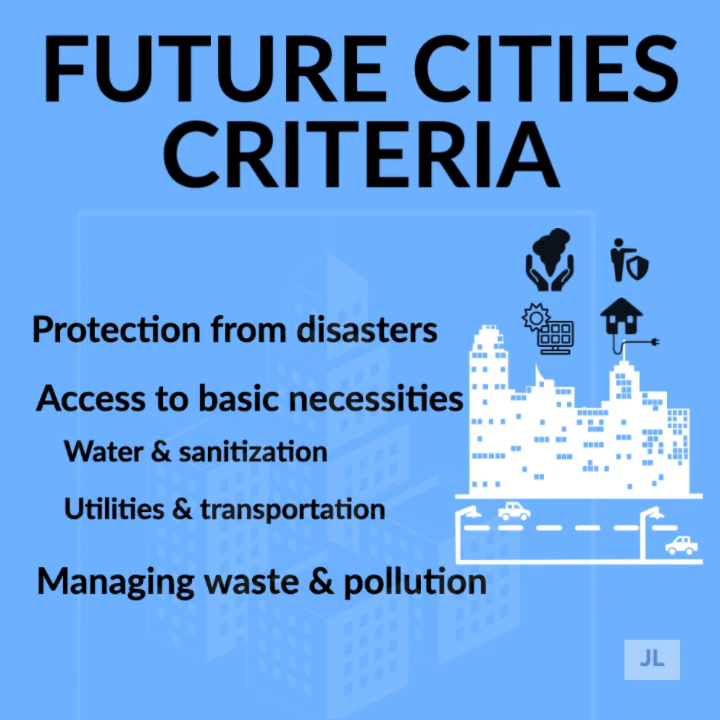 FUTURE CITIES
CRITERIA
Protection from disasters
Access to basic necessities
Water & sanitization
Utilities & transportation
Managing waste & pollution
JL